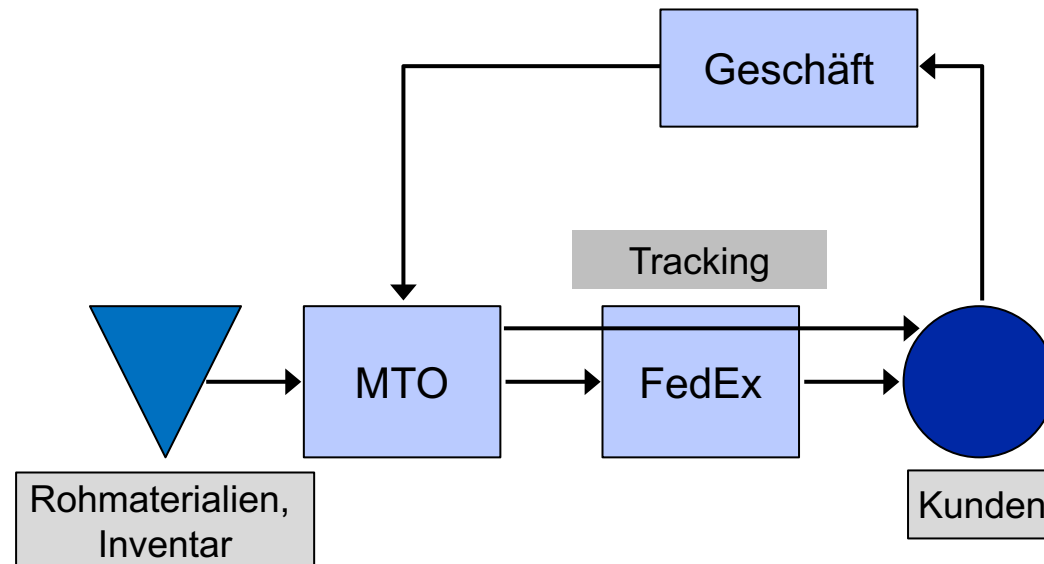 Geschäft
Tracking
MTO
FedEx
Rohmaterialien,
Inventar
Kunden